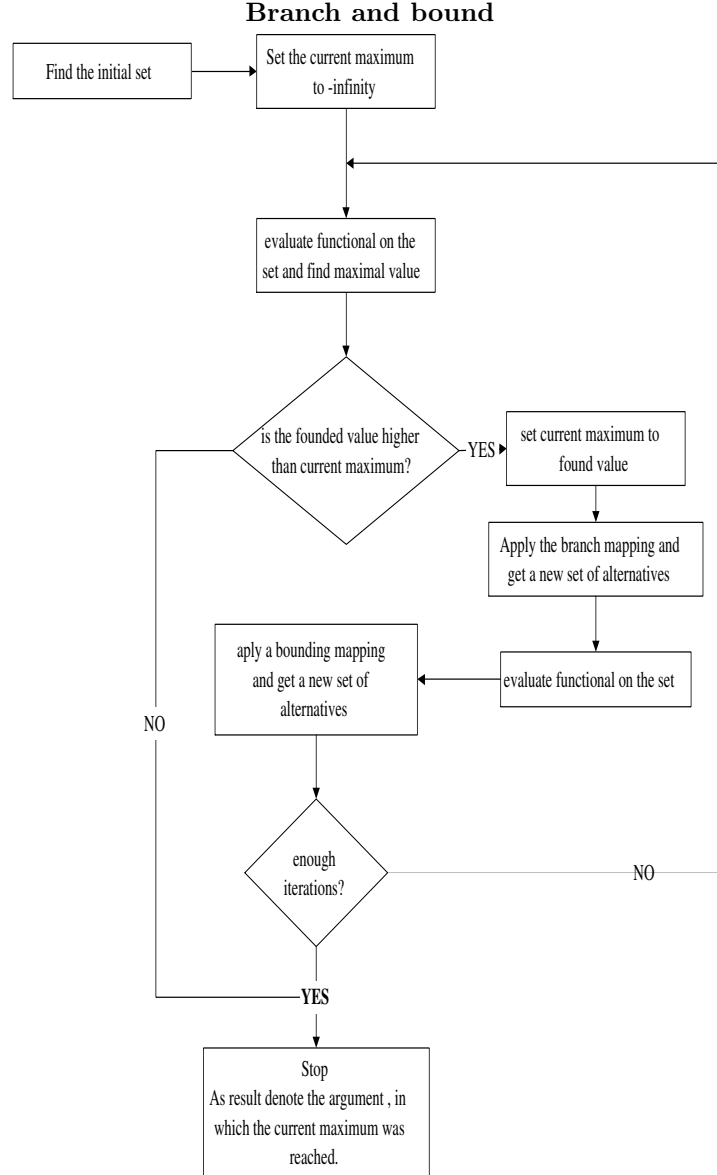 Branch and bound
Find the initial set
Set the current maximum
to -infinity
evaluate functional on the
set and find maximal value
is the founded value higher
than current maximum?
YES
set current maximum to
found value
Apply the branch mapping and
get a new set of alternatives
evaluate functional on the set
aply a bounding mapping
and get a new set of
alternatives
NO
enough
iterations?
NO
YES
Stop
As result denote the argument , in
which the current maximum was
reached.